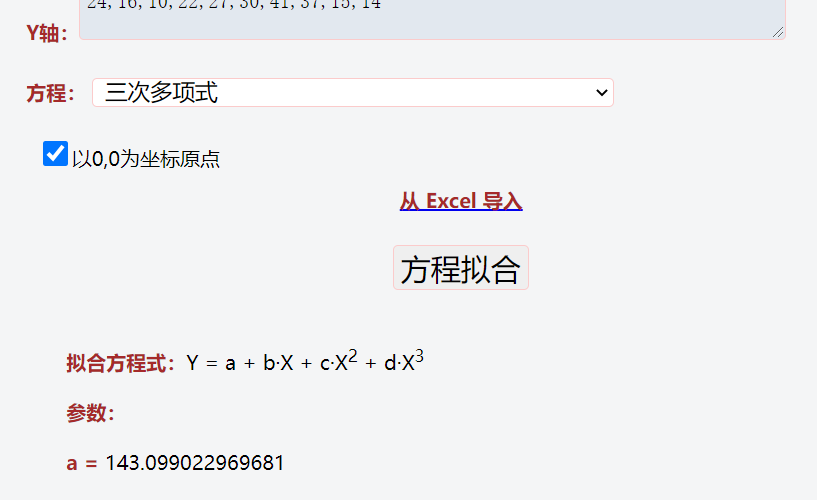 24,16,10,22,27,30,41,37,15,14
Y轴：
方程： 三次多项式
以0,0为坐标原点
从 Excel 导入
方程拟合
拟合方程式：Y = a + b·X + c·X² + d·X³
参数：
a = 143.099022969681